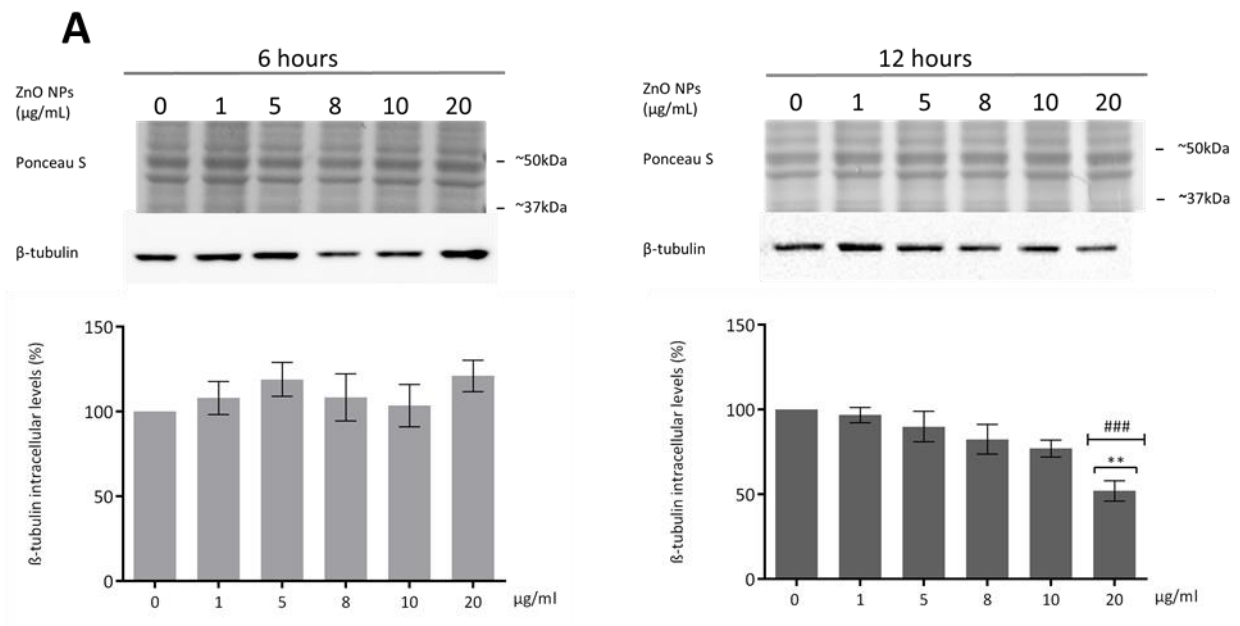 A
6 hours
ZnO NPs
(µg/mL)
0 1 5 8 10 20
Ponceau S
– ~50kDa
– ~37kDa
β-tubulin
ß-tubulin intracellular levels (%)
150
100
50
0
0 1 5 8 10 20 µg/ml
12 hours
ZnO NPs
(µg/mL)
0 1 5 8 10 20
Ponceau S
– ~50kDa
– ~37kDa
β-tubulin
ß-tubulin intracellular levels (%)
150
100
50
0
###
**
0 1 5 8 10 20 µg/ml